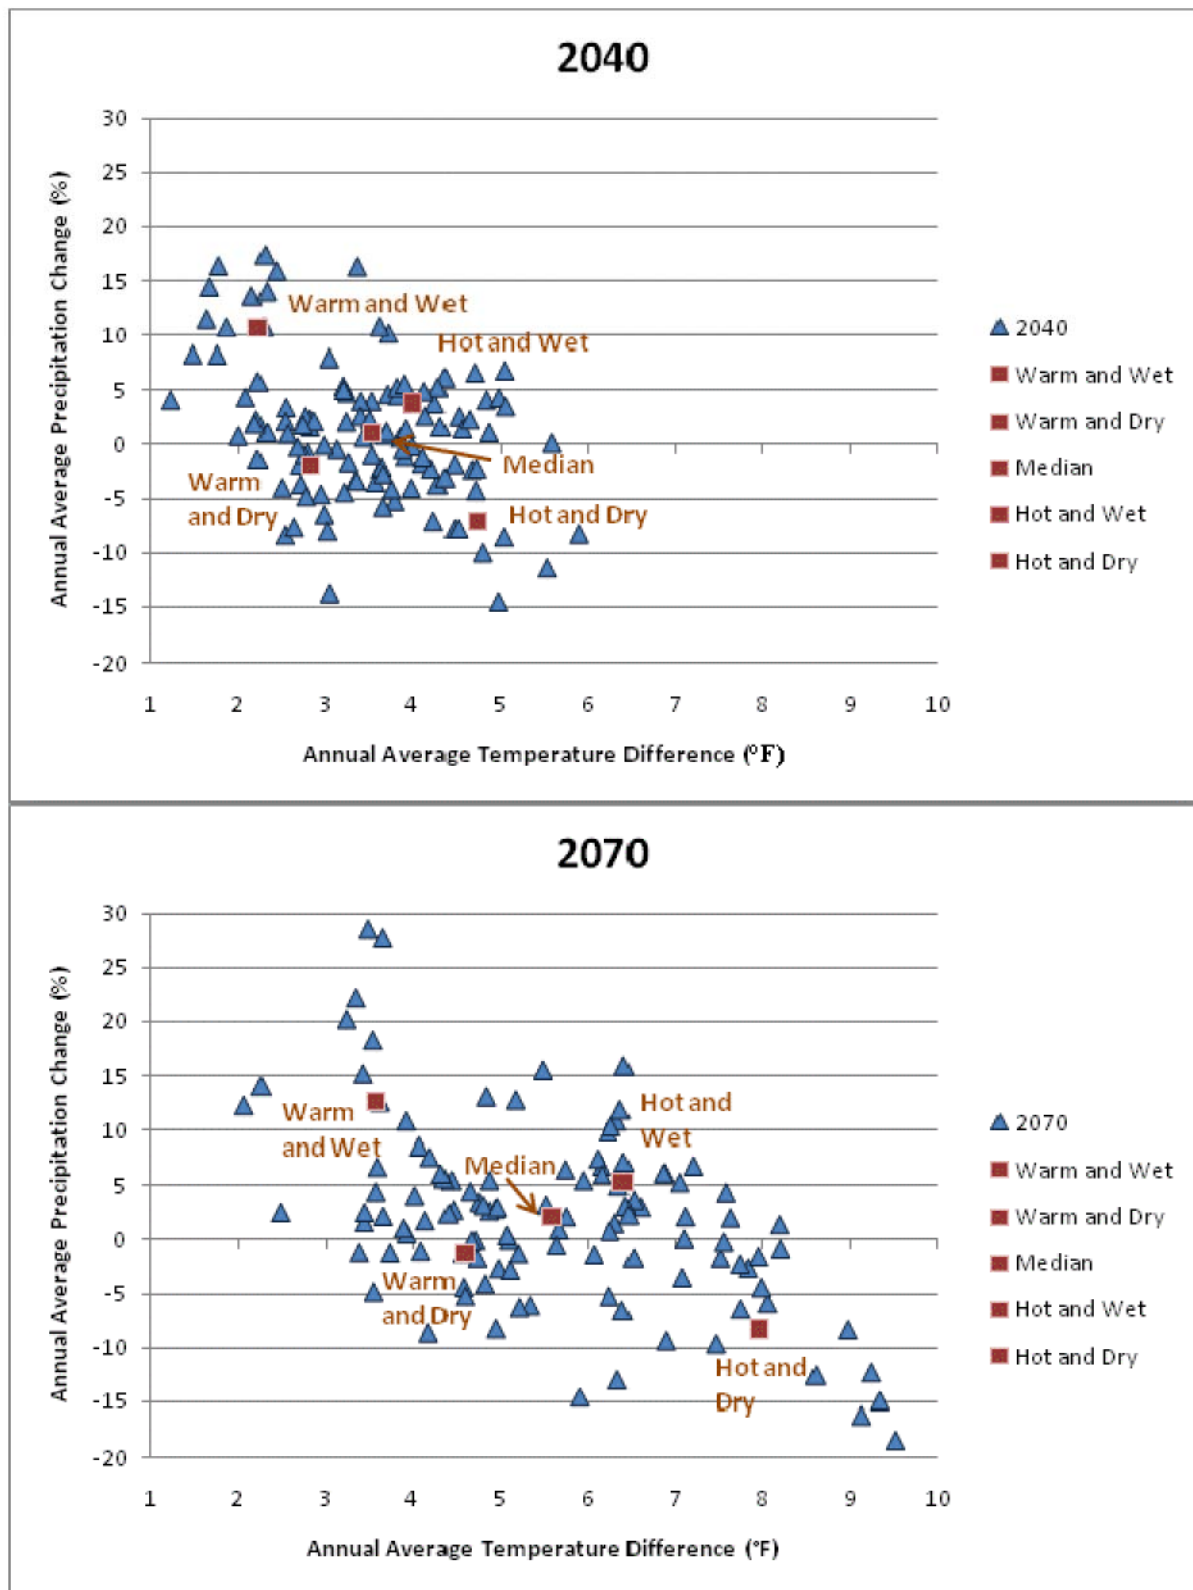 2040
Annual Average Precipitation Change (%)
30
25
20
15
10
5
0
-5
-10
-15
-20
Warm and Wet
Hot and Wet
Median
Warm
and Dry
Hot and Dry
1 2 3 4 5 6 7 8 9 10
Annual Average Temperature Difference (°F)
2040
Warm and Wet
Warm and Dry
Median
Hot and Wet
Hot and Dry
2070
Annual Average Precipitation Change (%)
30
25
20
15
10
5
0
-5
-10
-15
-20
Warm
and Wet
Hot and
Wet
Median
Warm
and Dry
Hot and
Dry
1 2 3 4 5 6 7 8 9 10
Annual Average Temperature Difference (°F)
2070
Warm and Wet
Warm and Dry
Median
Hot and Wet
Hot and Dry